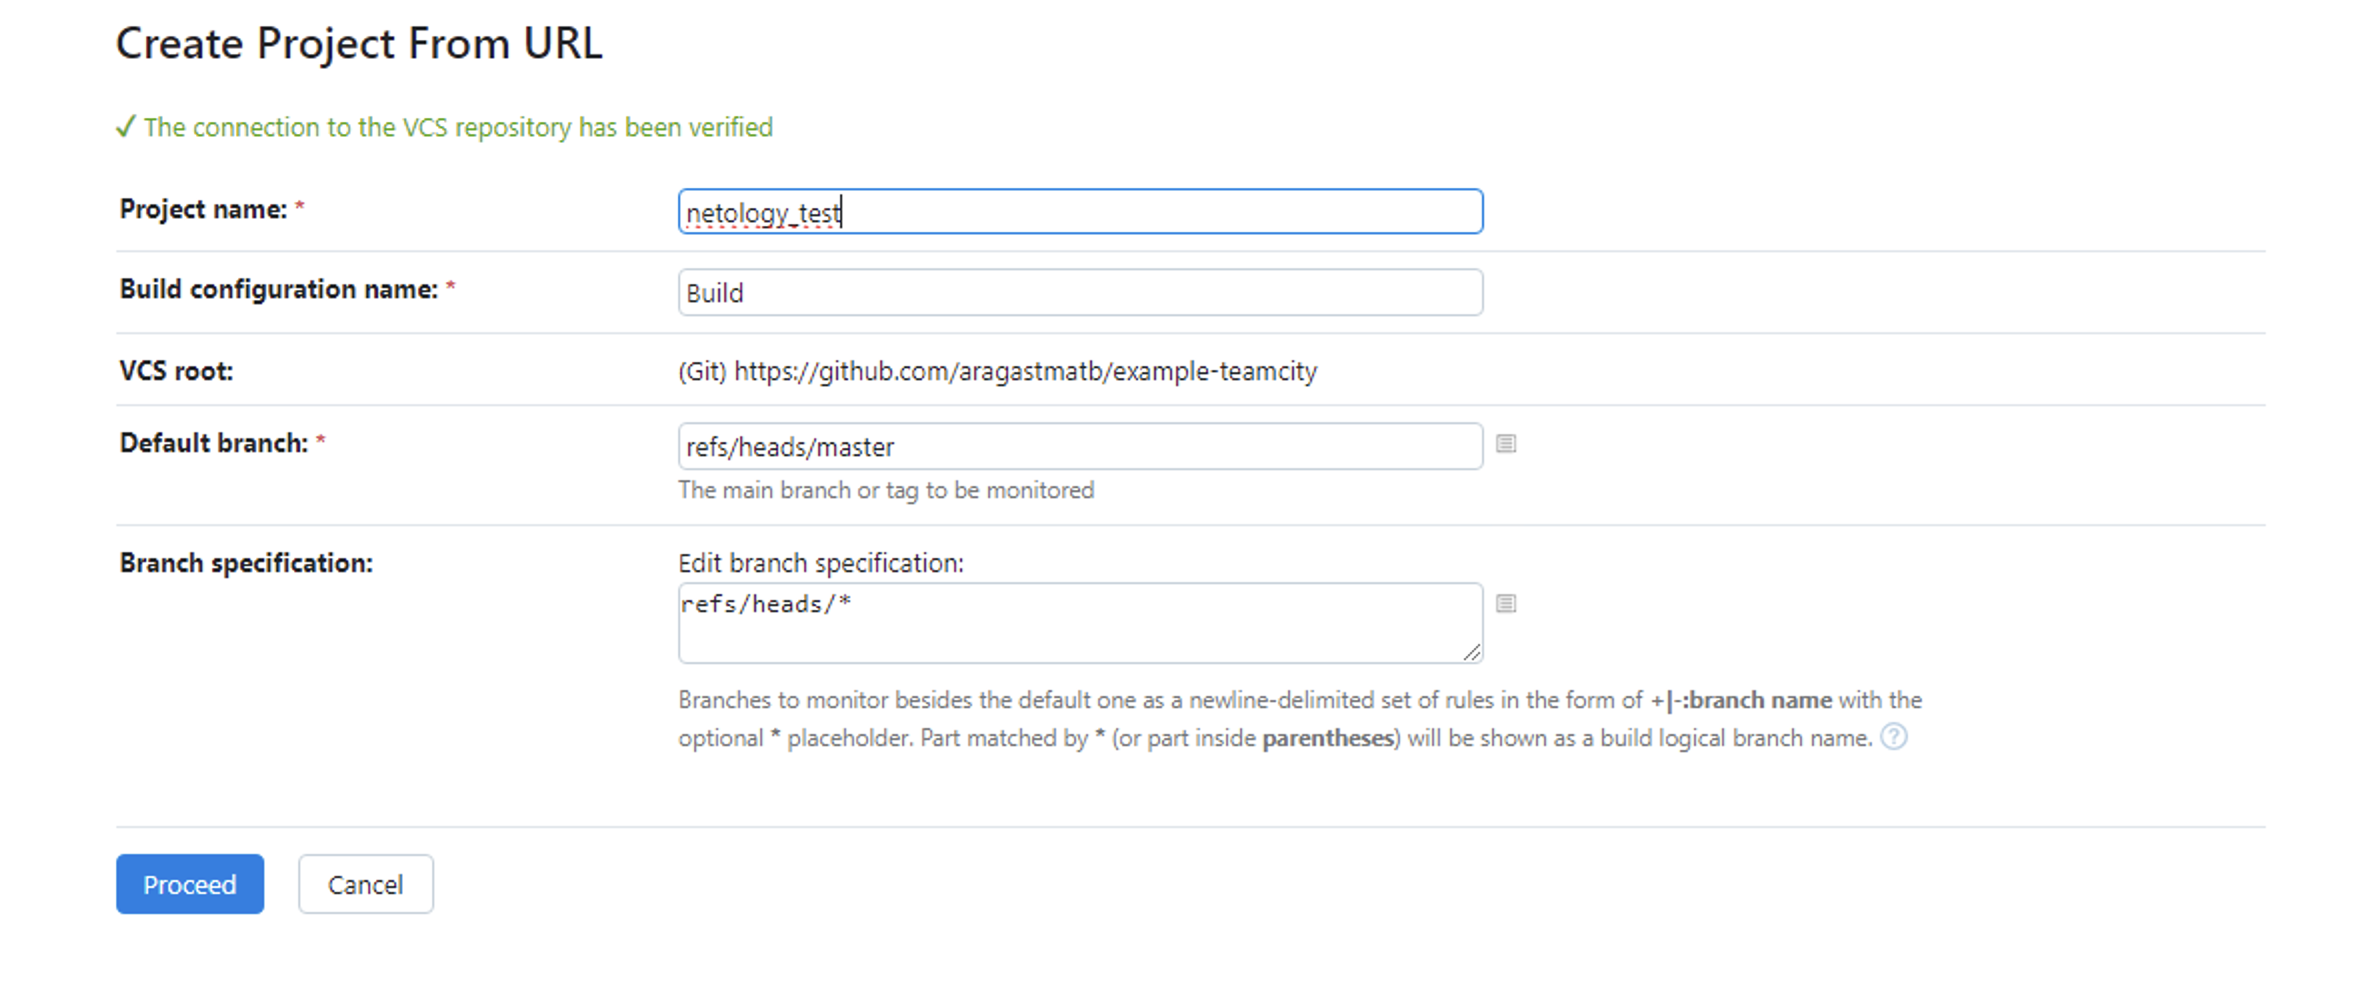 Create Project From URL
✓ The connection to the VCS repository has been verified
Project name: * netology_test
Build configuration name: * Build
VCS root: (Git) https://github.com/aragastmatb/example-teamcity
Default branch: * refs/heads/master
The main branch or tag to be monitored
Branch specification: Edit branch specification:
refs/heads/*
Branches to monitor besides the default one as a newline-delimited set of rules in the form of +|-:branch name with the
optional * placeholder. Part matched by * (or part inside parentheses) will be shown as a build logical branch name. ?
Proceed Cancel